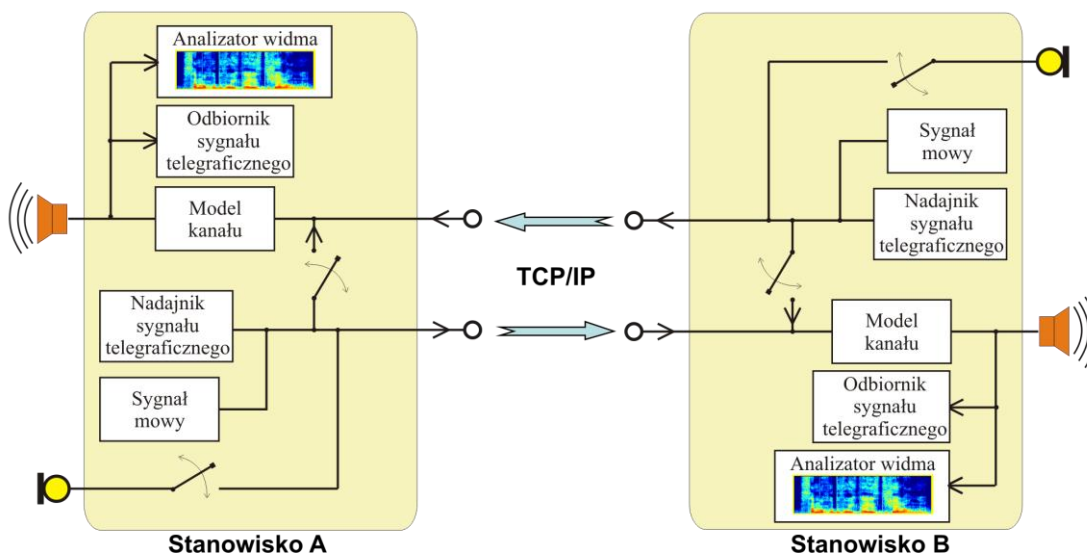 Analizator widma
Odbiornik
sygnału
telegraficznego
Model
kanału
Nadajnik
sygnału
telegraficznego
Sygnał
mowy
Stanowisko A
TCP/IP
Sygnał
mowy
Nadajnik
sygnału
telegraficznego
Model
kanału
Odbiornik
sygnału
telegraficznego
Analizator widma
Stanowisko B